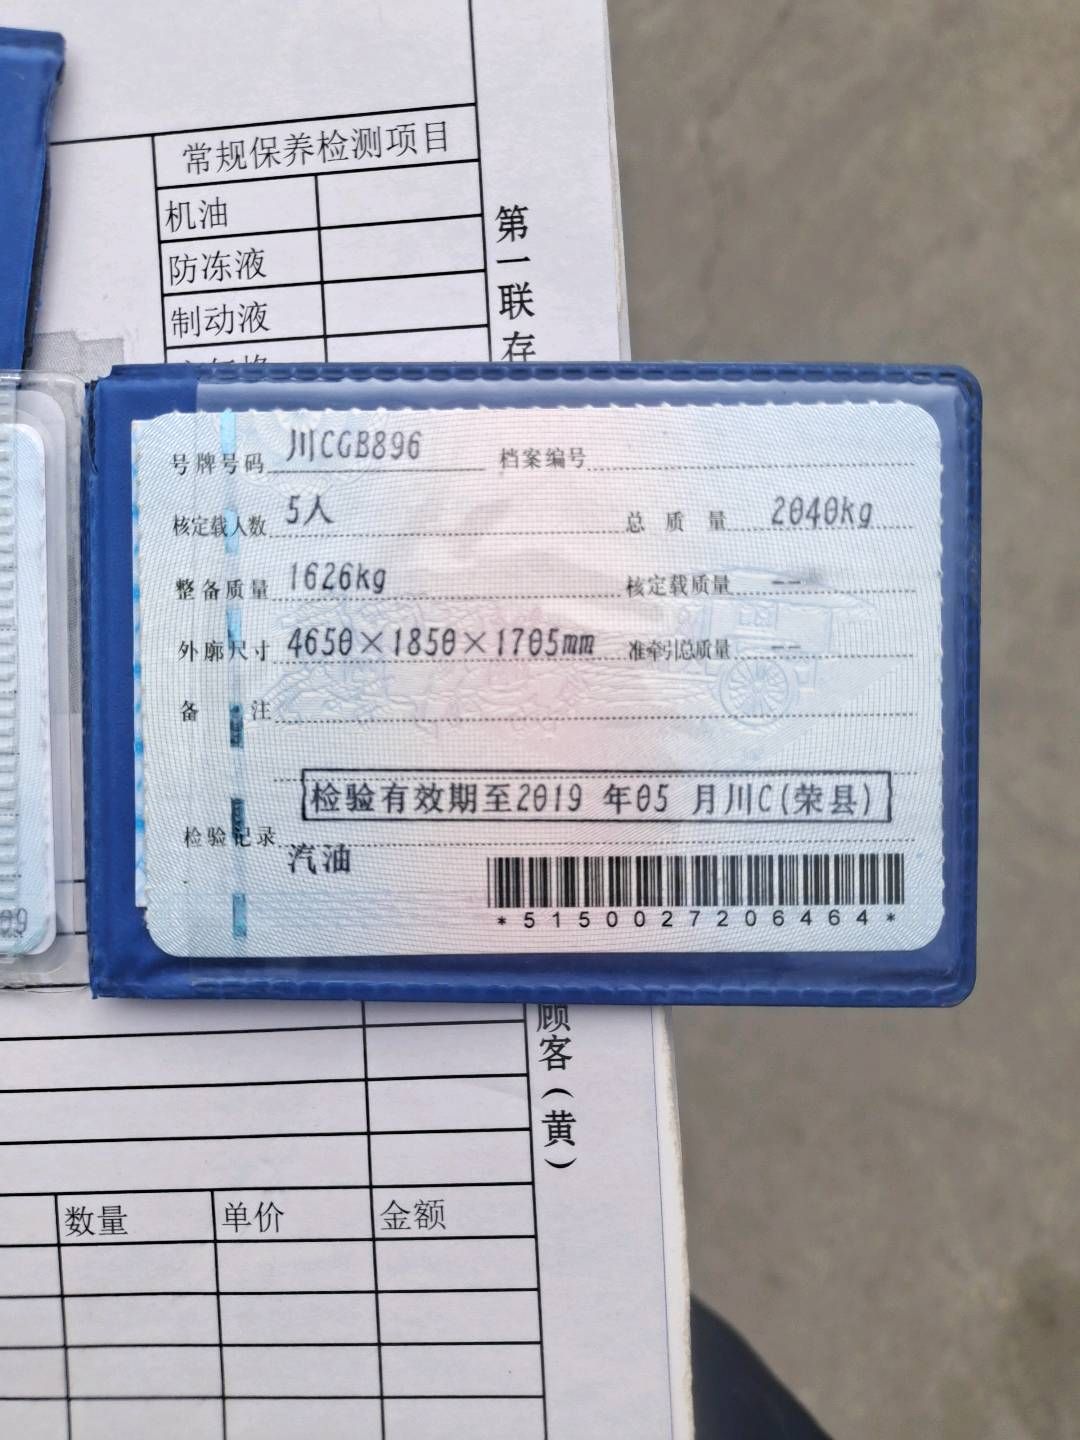 常规保养检测项目
机油
防冻液
制动液
第一联存
号牌号码 川CGB896 档案编号
核定载人数 5人 总质量 2040kg
整备质量 1626kg 核定载质量 --
外廓尺寸 4650×1850×1705mm 准牵引总质量 --
备注
检验有效期至2019 年05 月川C(荣县)
检验记录
汽油
*5150027206464*
09
顾客(黄)
数量 单价 金额